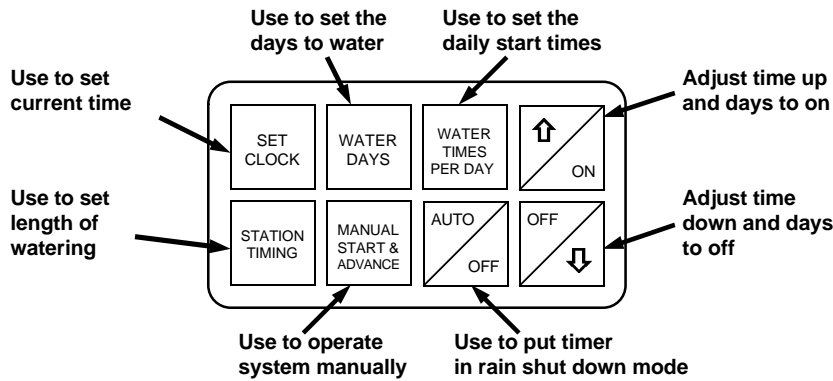 Use to set the
days to water
Use to set the
daily start times
Use to set
current time
Adjust time up
and days to on
SET
CLOCK
WATER
DAYS
WATER
TIMES
PER DAY
ON
Use to set
length of
watering
STATION
TIMING
MANUAL
START &
ADVANCE
AUTO
OFF
OFF
Adjust time
down and days
to off
Use to operate
system manually
Use to put timer
in rain shut down mode